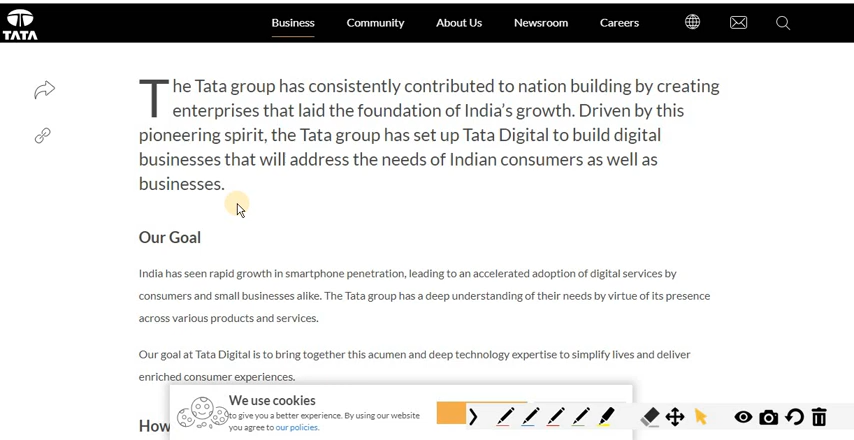 TATA
Business Community About Us Newsroom Careers
The Tata group has consistently contributed to nation building by creating
enterprises that laid the foundation of India's growth. Driven by this
pioneering spirit, the Tata group has set up Tata Digital to build digital
businesses that will address the needs of Indian consumers as well as
businesses.
Our Goal
India has seen rapid growth in smartphone penetration, leading to an accelerated adoption of digital services by
consumers and small businesses alike. The Tata group has a deep understanding of their needs by virtue of its presence
across various products and services.
Our goal at Tata Digital is to bring together this acumen and deep technology expertise to simplify lives and deliver
enriched consumer experiences.
How
We use cookies
to give you a better experience. By using our website
you agree to our policies.